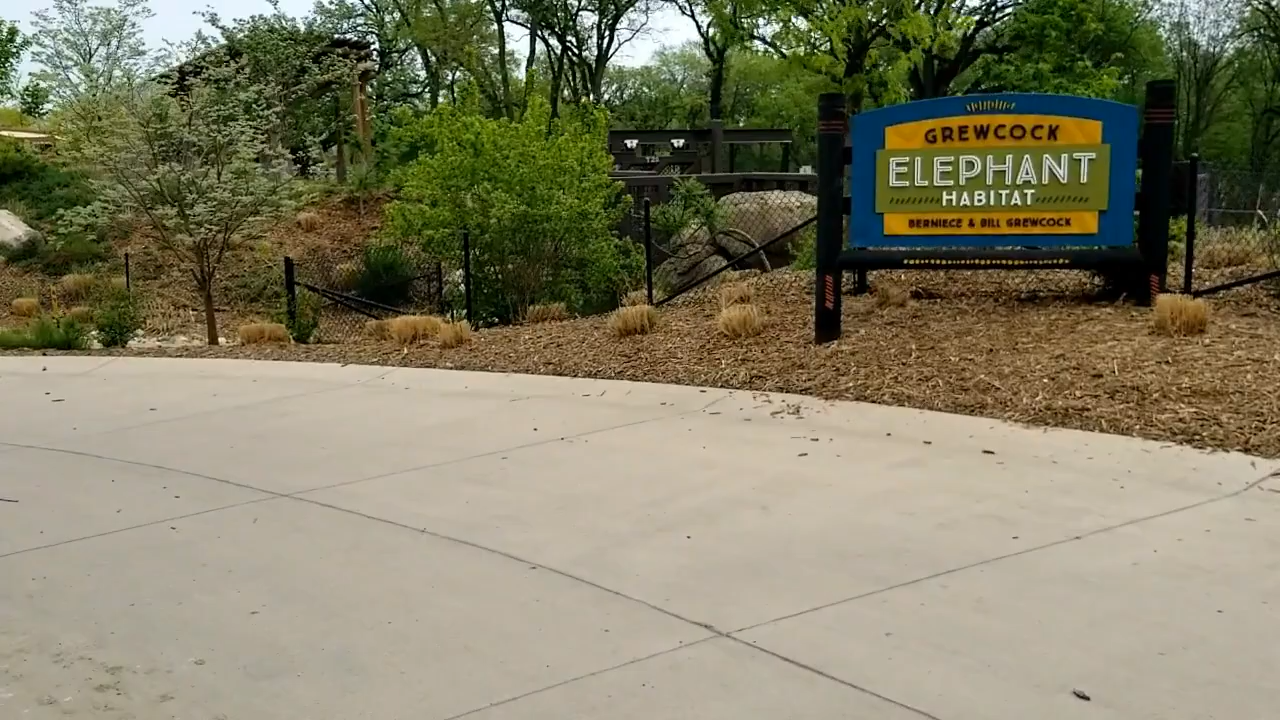 GREWCOCK
ELEPHANT
HABITAT
BERNIECE & BILL GREWCOCK